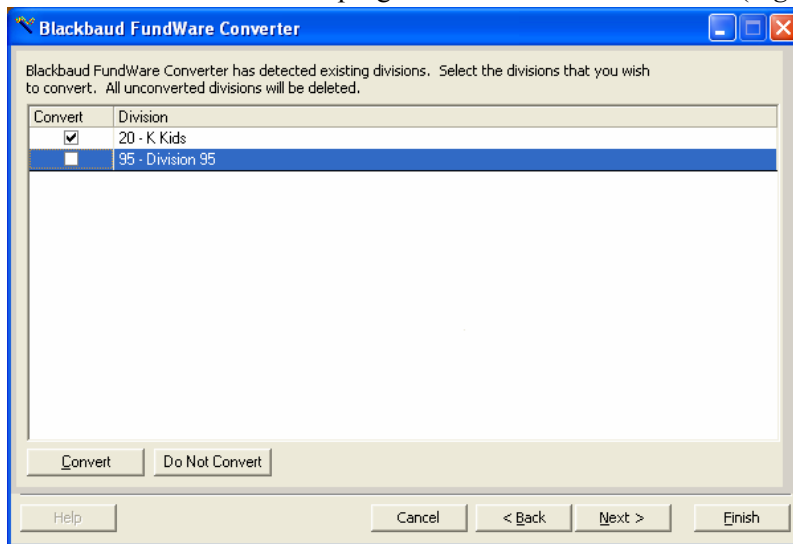 Blackbaud FundWare Converter
Blackbaud FundWare Converter has detected existing divisions. Select the divisions that you wish
to convert. All unconverted divisions will be deleted.
Convert Division
20 - K Kids
95 - Division 95
Convert Do Not Convert
Help Cancel < Back Next > Finish